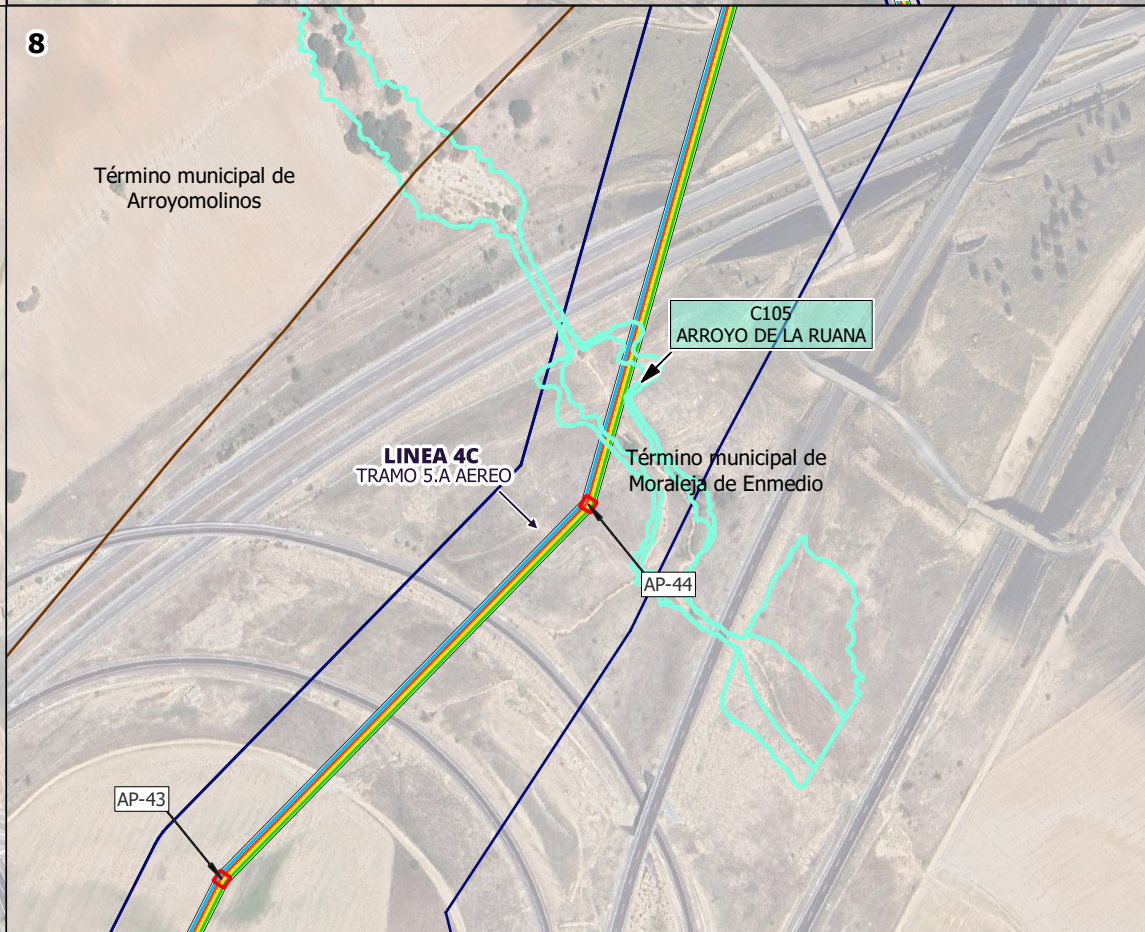 8
Término municipal de
Arroyomolinos
C105
ARROYO DE LA RUANA
LINEA 4C
TRAMO 5.A AEREO
Término municipal de
Moraleja de Enmedio
AP-44
AP-43